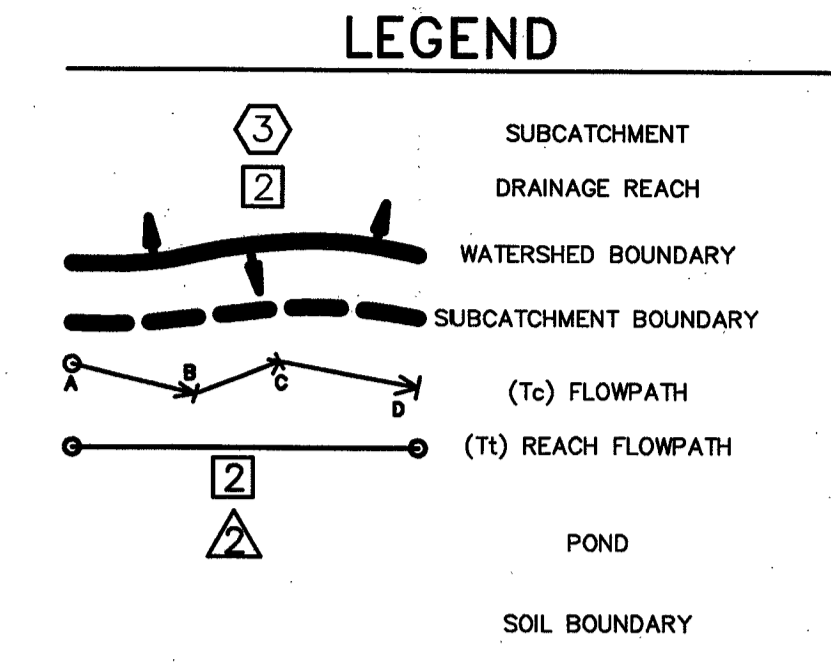 LEGEND
3 SUBCATCHMENT
2 DRAINAGE REACH
WATERSHED BOUNDARY
SUBCATCHMENT BOUNDARY
A B C D (Tc) FLOWPATH
(Tt) REACH FLOWPATH
2
2 POND
SOIL BOUNDARY